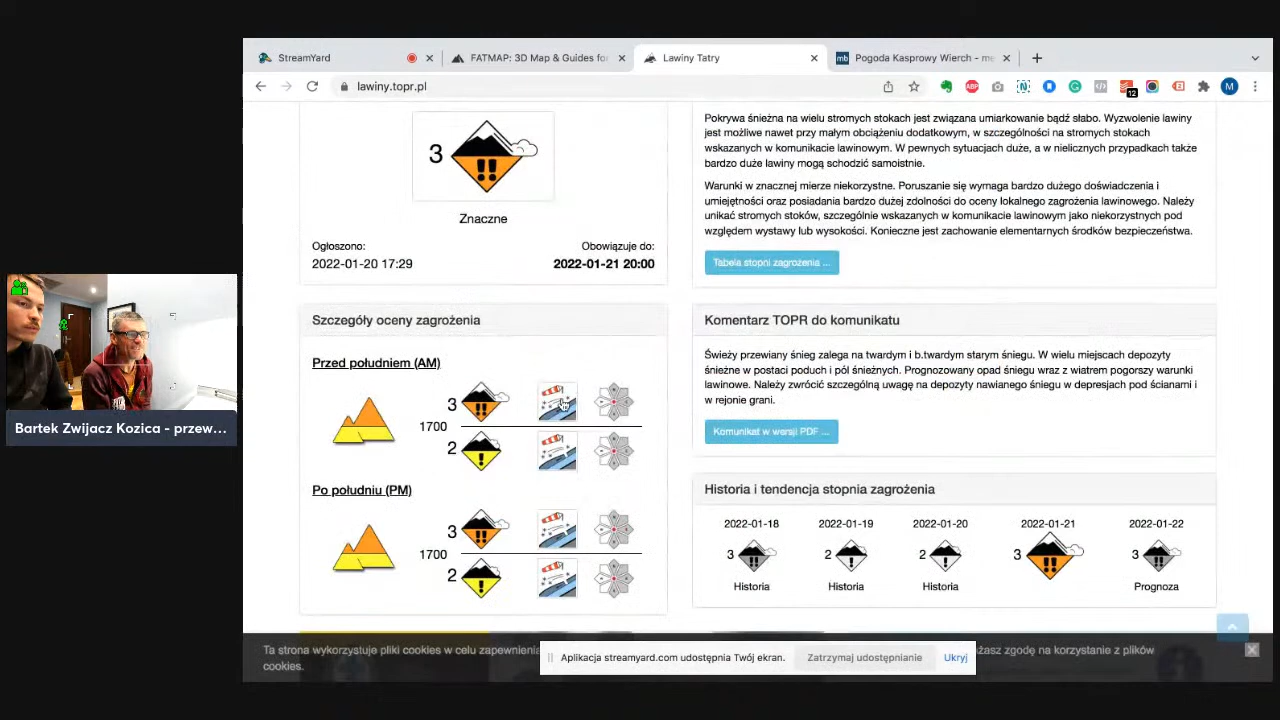 StreamYard
FATMAP: 3D Map & Guides for
Lawiny Tatry
mb Pogoda Kasprowy Wierch - me
lawiny.topr.pl
12
M
3
Znaczne
Ogłoszono:
Obowiązuje do:
2022-01-20 17:29
2022-01-21 20:00
Pokrywa śnieżna na wielu stromych stokach jest związana umiarkowanie bądź słabo. Wyzwolenie lawiny
jest możliwe nawet przy małym obciążeniu dodatkowym, w szczególności na stromych stokach
wskazanych w komunikacie lawinowym. W pewnych sytuacjach duże, a w nielicznych przypadkach także
bardzo duże lawiny mogą schodzić samoistnie.
Warunki w znacznej mierze niekorzystne. Poruszanie się wymaga bardzo dużego doświadczenia i
umiejętności oraz posiadania bardzo dużej zdolności do oceny lokalnego zagrożenia lawinowego. Należy
unikać stromych stoków, szczególnie wskazanych w komunikacie lawinowym jako niekorzystnych pod
względem wystawy lub wysokości. Konieczne jest zachowanie elementarnych środków bezpieczeństwa.
Tabela stopni zagrożenia ...
Szczegóły oceny zagrożenia
Przed południem (AM)
3
1700
2
Po południu (PM)
3
1700
2
Komentarz TOPR do komunikatu
Świeży przewiany śnieg zalega na twardym i b.twardym starym śniegu. W wielu miejscach depozyty
śnieżne w postaci poduch i pól śnieżnych. Prognozowany opad śniegu wraz z wiatrem pogorszy warunki
lawinowe. Należy zwrócić szczególną uwagę na depozyty nawianego śniegu w depresjach pod ścianami i
w rejonie grani.
Komunikat w wersji PDF ...
Historia i tendencja stopnia zagrożenia
2022-01-18
2022-01-19
2022-01-20
2022-01-21
2022-01-22
3
2
2
3
3
Historia
Historia
Historia
Prognoza
Bartek Zwijacz Kozica - przew...
Ta strona wykorzystuje pliki cookies w celu zapewnienia
żasz zgodę na korzystanie z plików
cookies.
Aplikacja streamyard.com udostępnia Twój ekran.
Zatrzymaj udostępnianie
Ukryj